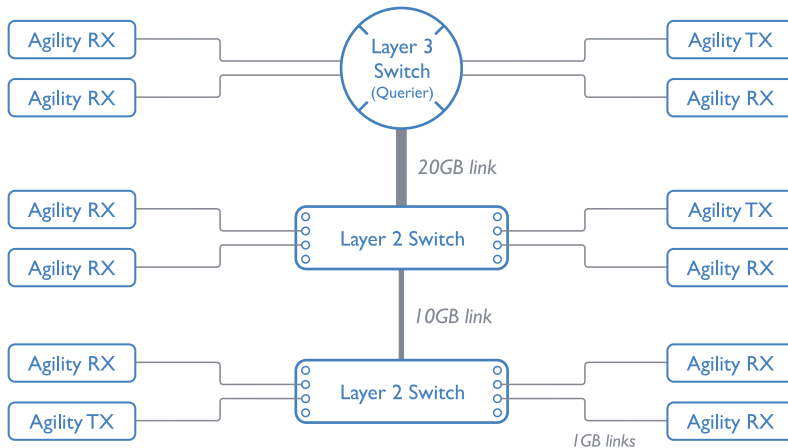 Agility RX
Layer 3
Switch
(Querier)
Agility TX
Agility RX
Agility RX
20GB link
Agility RX
Layer 2 Switch
Agility TX
Agility RX
Agility RX
10GB link
Agility RX
Layer 2 Switch
Agility RX
Agility TX
Agility RX
1GB links